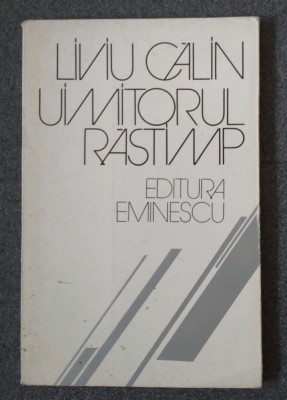 LIVIU CĂLIN
UIMITORUL
RĂSTIMP
EDITURA
EMINESCU